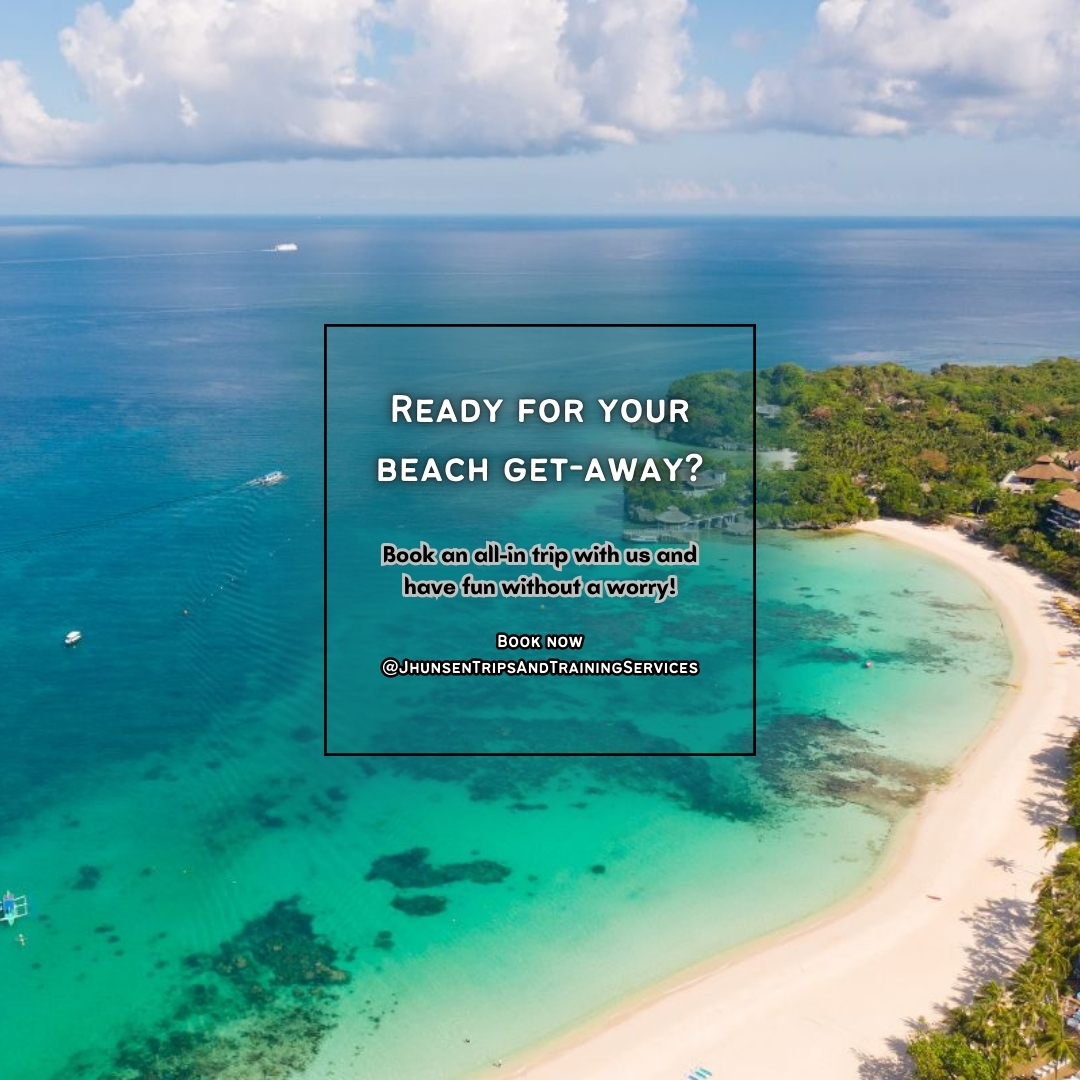 Ready for your
beach get-away?
Book an all-in trip with us and
have fun without a worry!
Book now
@JhunsenTripsAndTrainingServices